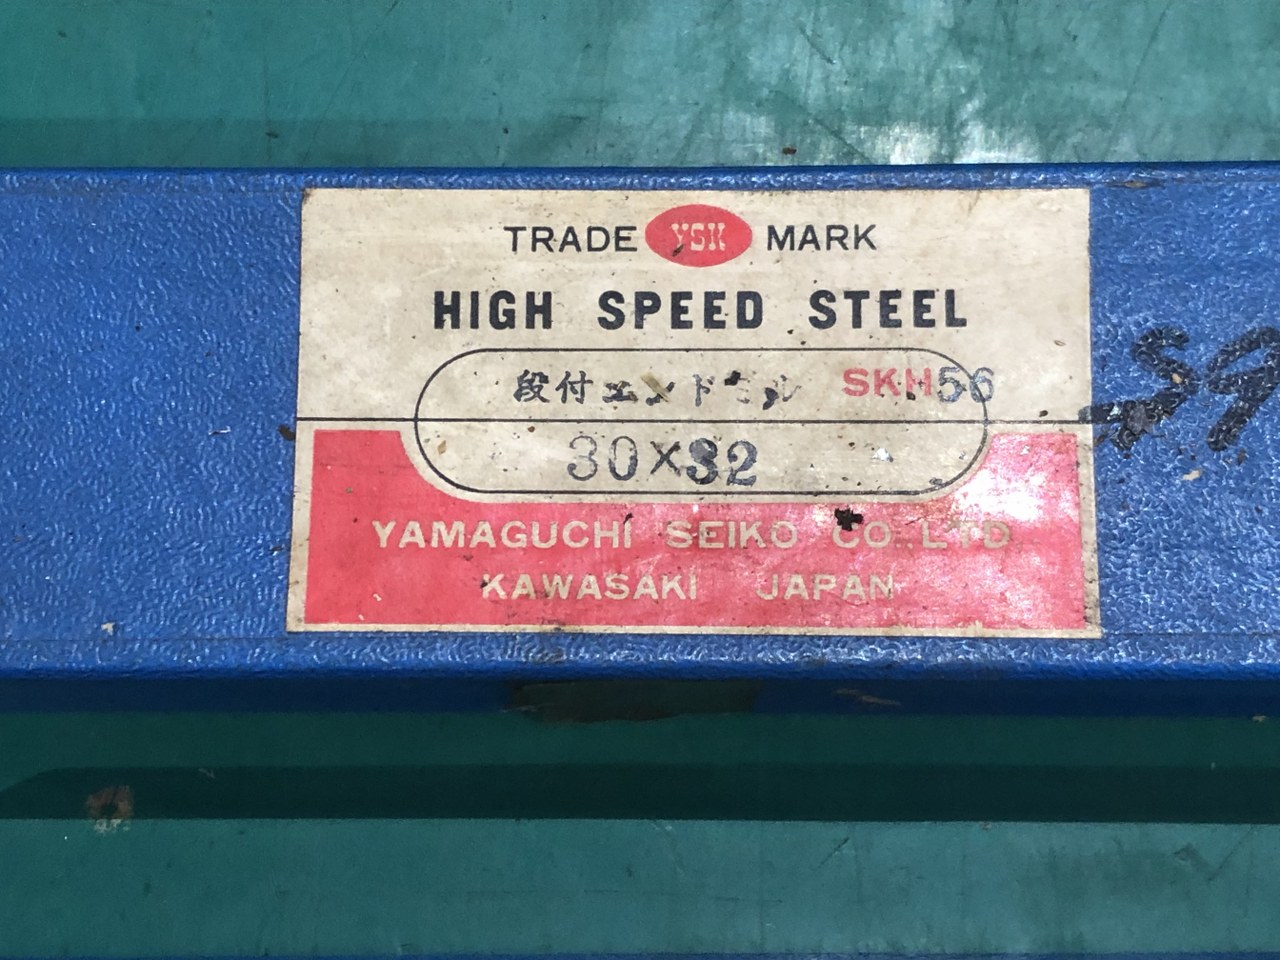 TRADE YSK MARK
HIGH SPEED STEEL
段付エンドミル SKH56
30×32
YAMAGUCHI SEIKO CO.,LTD
KAWASAKI JAPAN
59